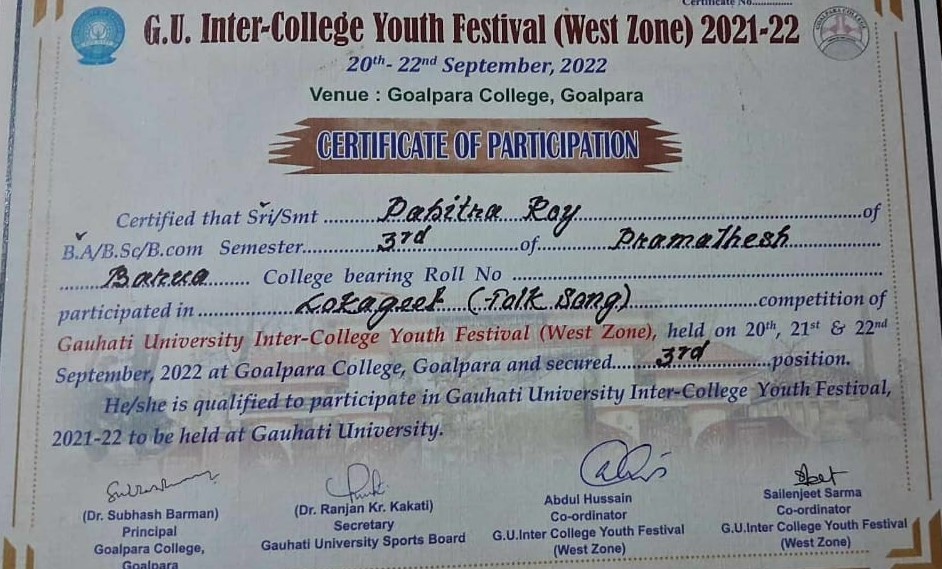 Certificate No..............
G.U. Inter-College Youth Festival (West Zone) 2021-22
20th- 22nd September, 2022
Venue : Goalpara College, Goalpara
CERTIFICATE OF PARTICIPATION
Certified that Sri/Smt ........Pabitra Roy........of
B.A/B.Sc/B.com Semester........3rd........of........Pramathesh........
........Barua........ College bearing Roll No ........
participated in ........Lokageet (Folk Song)........competition of
Gauhati University Inter-College Youth Festival (West Zone), held on 20th, 21st & 22nd
September, 2022 at Goalpara College, Goalpara and secured........3rd........position.
He/she is qualified to participate in Gauhati University Inter-College Youth Festival,
2021-22 to be held at Gauhati University.
(Dr. Subhash Barman)
Principal
Goalpara College,
Goalpara
(Dr. Ranjan Kr. Kakati)
Secretary
Gauhati University Sports Board
Abdul Hussain
Co-ordinator
G.U.Inter College Youth Festival
(West Zone)
Sailenjeet Sarma
Co-ordinator
G.U.Inter College Youth Festival
(West Zone)